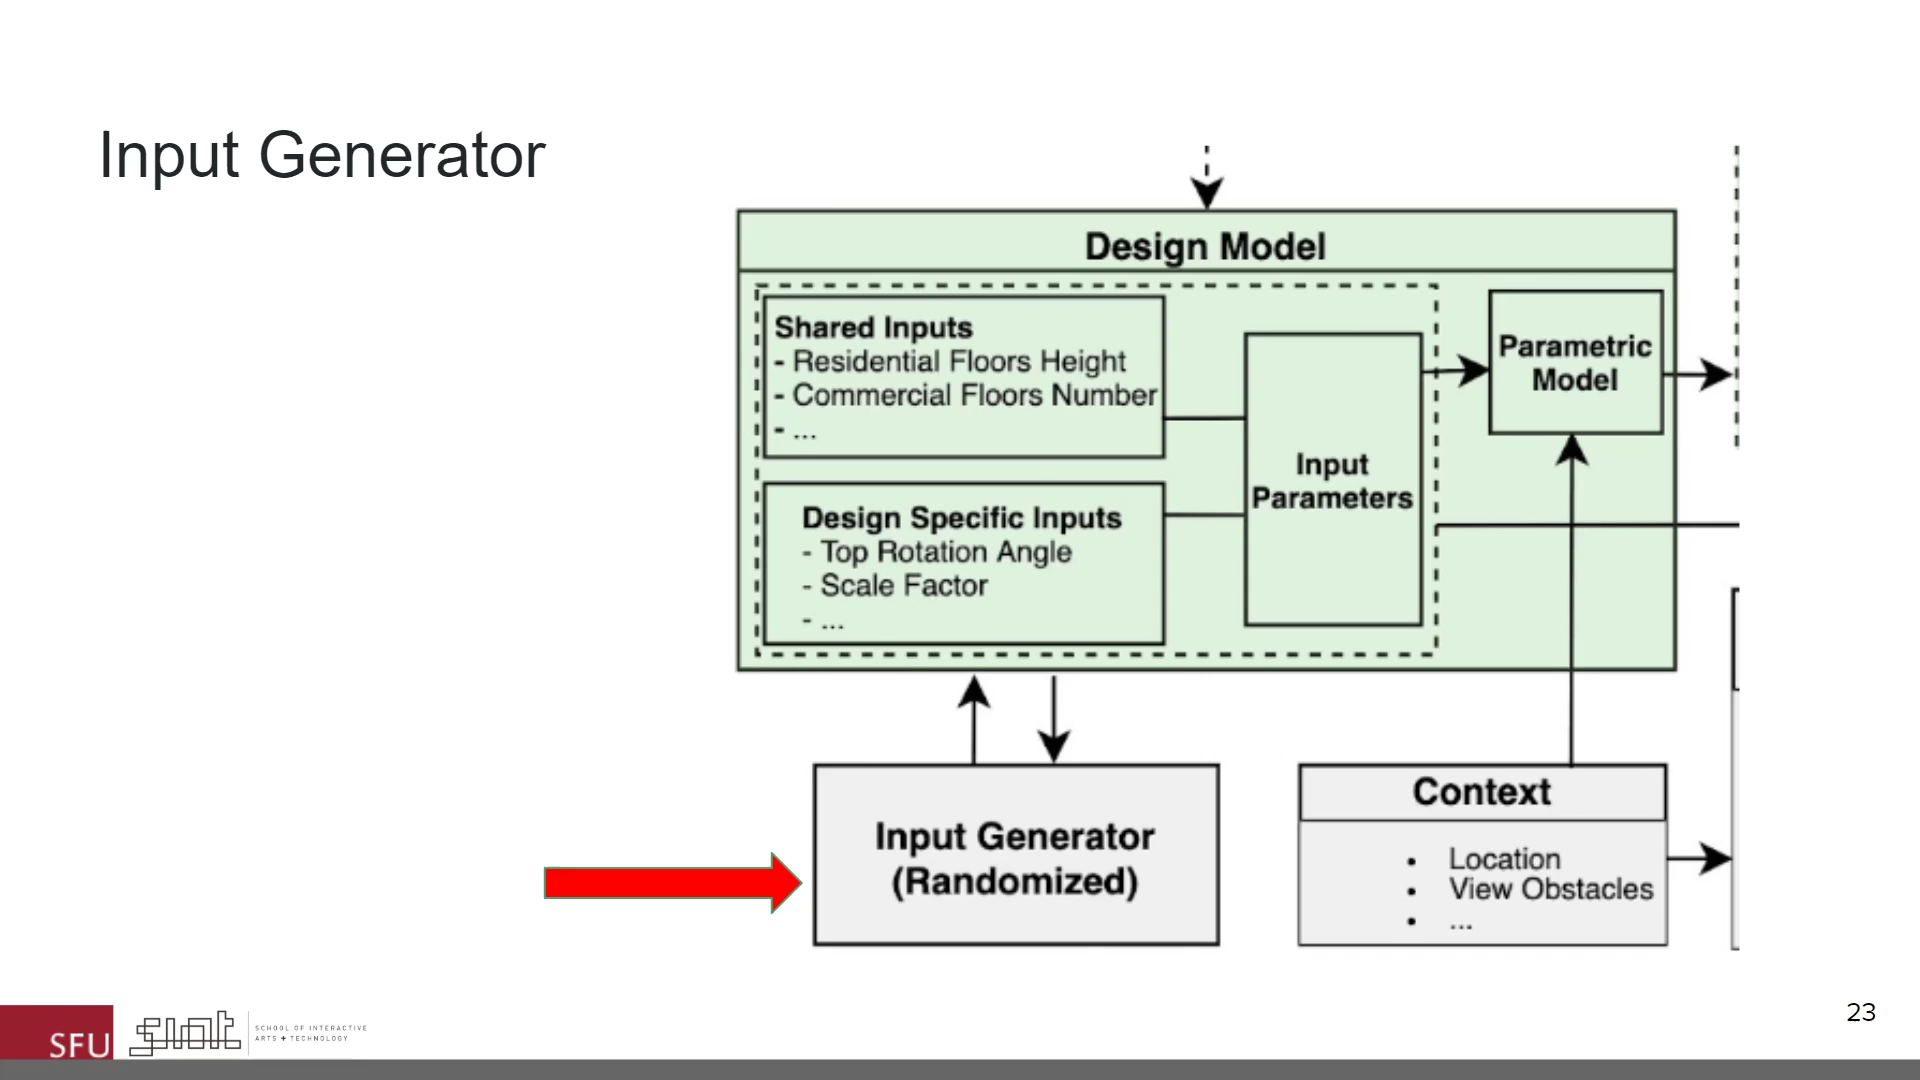 Input Generator
Design Model
Shared Inputs
- Residential Floors Height
- Commercial Floors Number
- ...
Design Specific Inputs
- Top Rotation Angle
- Scale Factor
- ...
Input
Parameters
Parametric
Model
Input Generator
(Randomized)
Context
• Location
• View Obstacles
• ...
SFU
siat
SCHOOL OF INTERACTIVE
ARTS + TECHNOLOGY
23